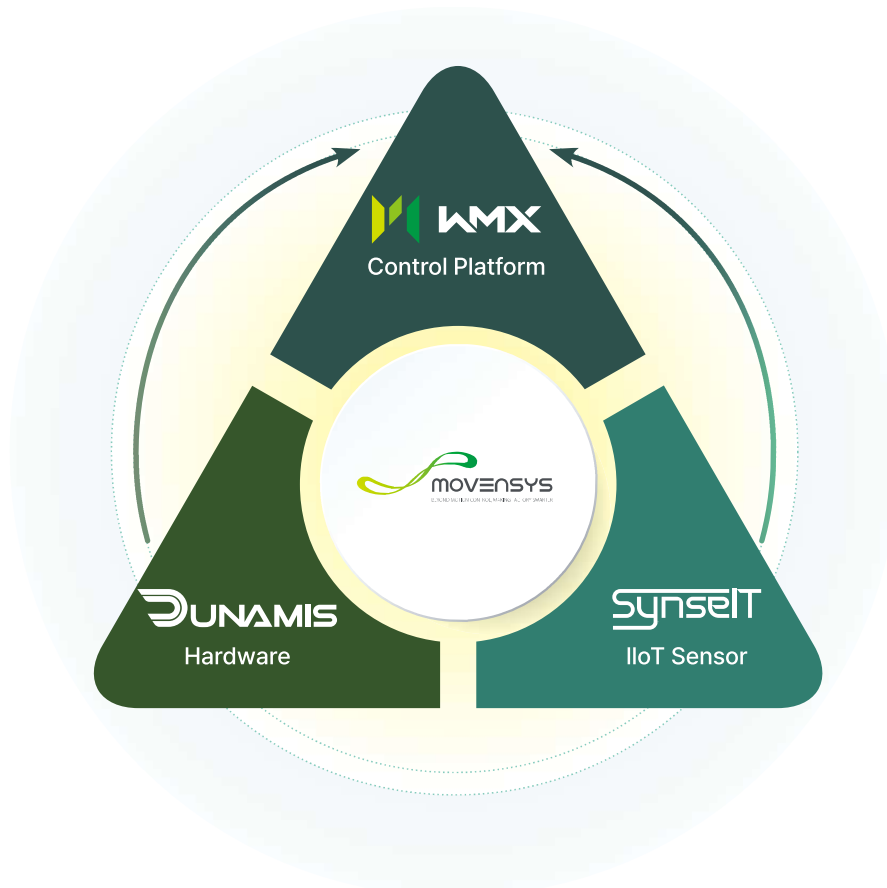 WMX
Control Platform
MOVENSYS
DUNAMIS
Hardware
SynseIT
IIoT Sensor